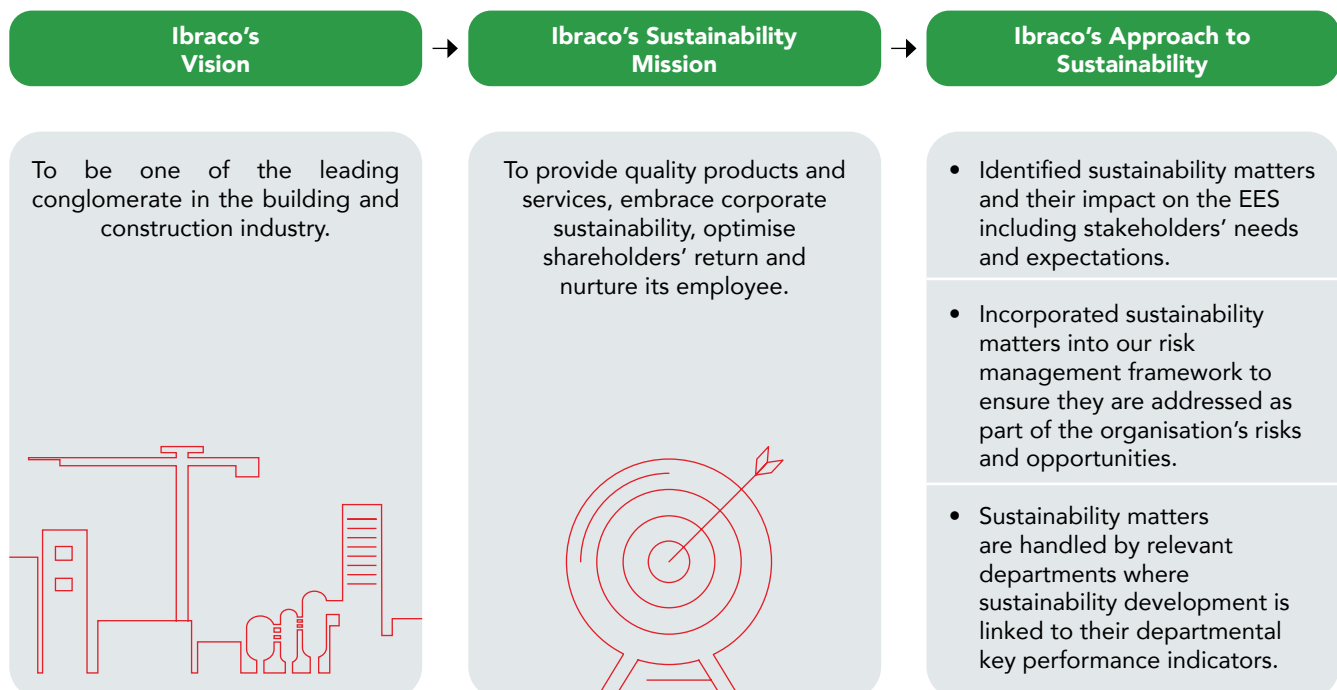 Ibraco’s
Vision
Ibraco’s Sustainability
Mission
Ibraco’s Approach to
Sustainability
To be one of the leading
conglomerate in the building and
construction industry.
To provide quality products and
services, embrace corporate
sustainability, optimise
shareholders’ return and
nurture its employee.
• Identified sustainability matters
and their impact on the EES
including stakeholders’ needs
and expectations.
• Incorporated sustainability
matters into our risk
management framework to
ensure they are addressed as
part of the organisation’s risks
and opportunities.
• Sustainability matters
are handled by relevant
departments where
sustainability development is
linked to their departmental
key performance indicators.